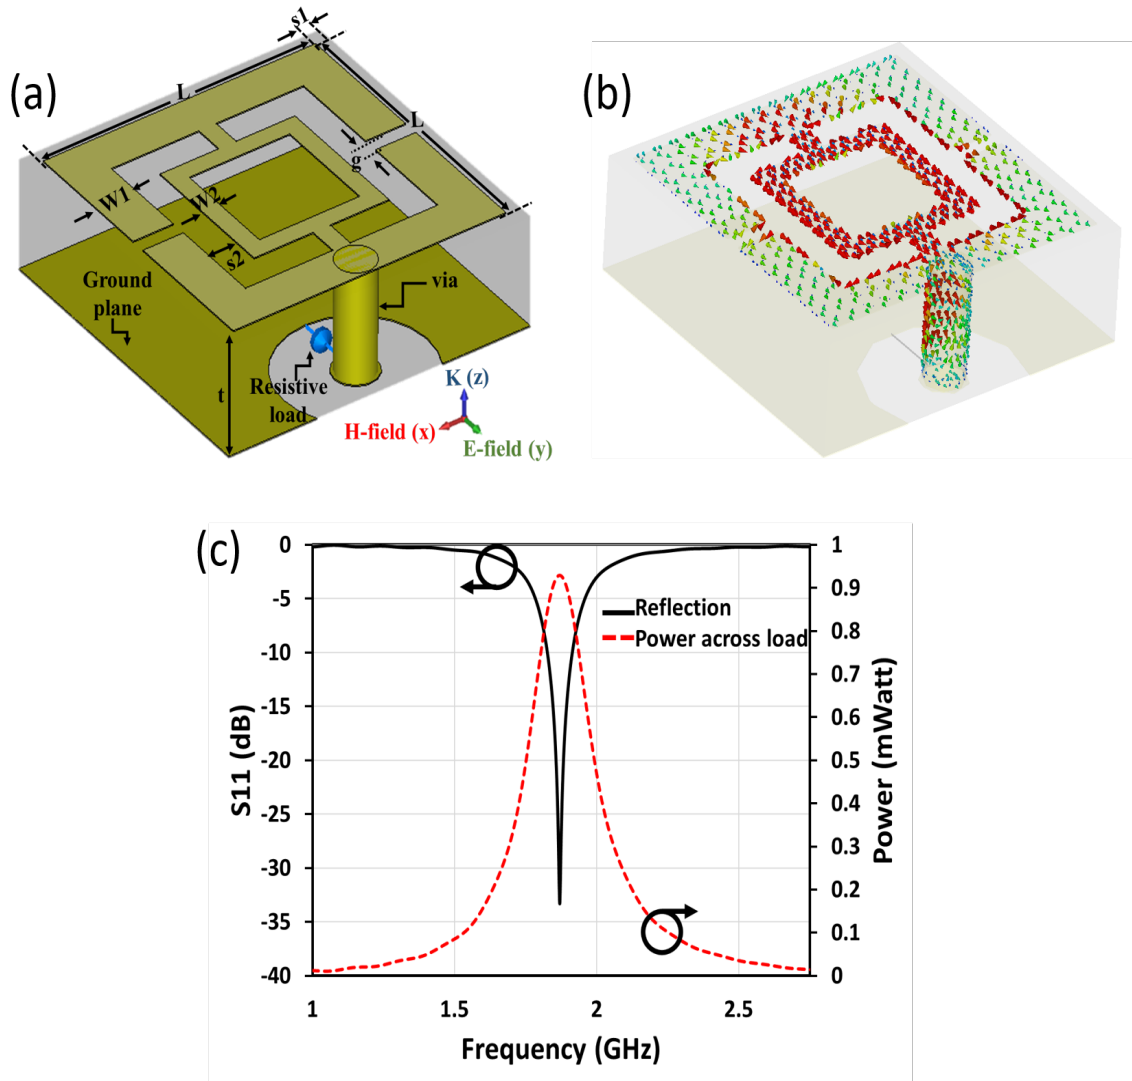 (a)
s1
L
L
g
W1
W2
s2
Ground
plane
via
Resistive
load
t
K (z)
H-field (x)
E-field (y)
(b)
(c)
0
-5
-10
-15
-20
-25
-30
-35
-40
S11 (dB)
1
0.9
0.8
0.7
0.6
0.5
0.4
0.3
0.2
0.1
0
Power (mWatt)
Reflection
Power across load
1
1.5
2
2.5
Frequency (GHz)